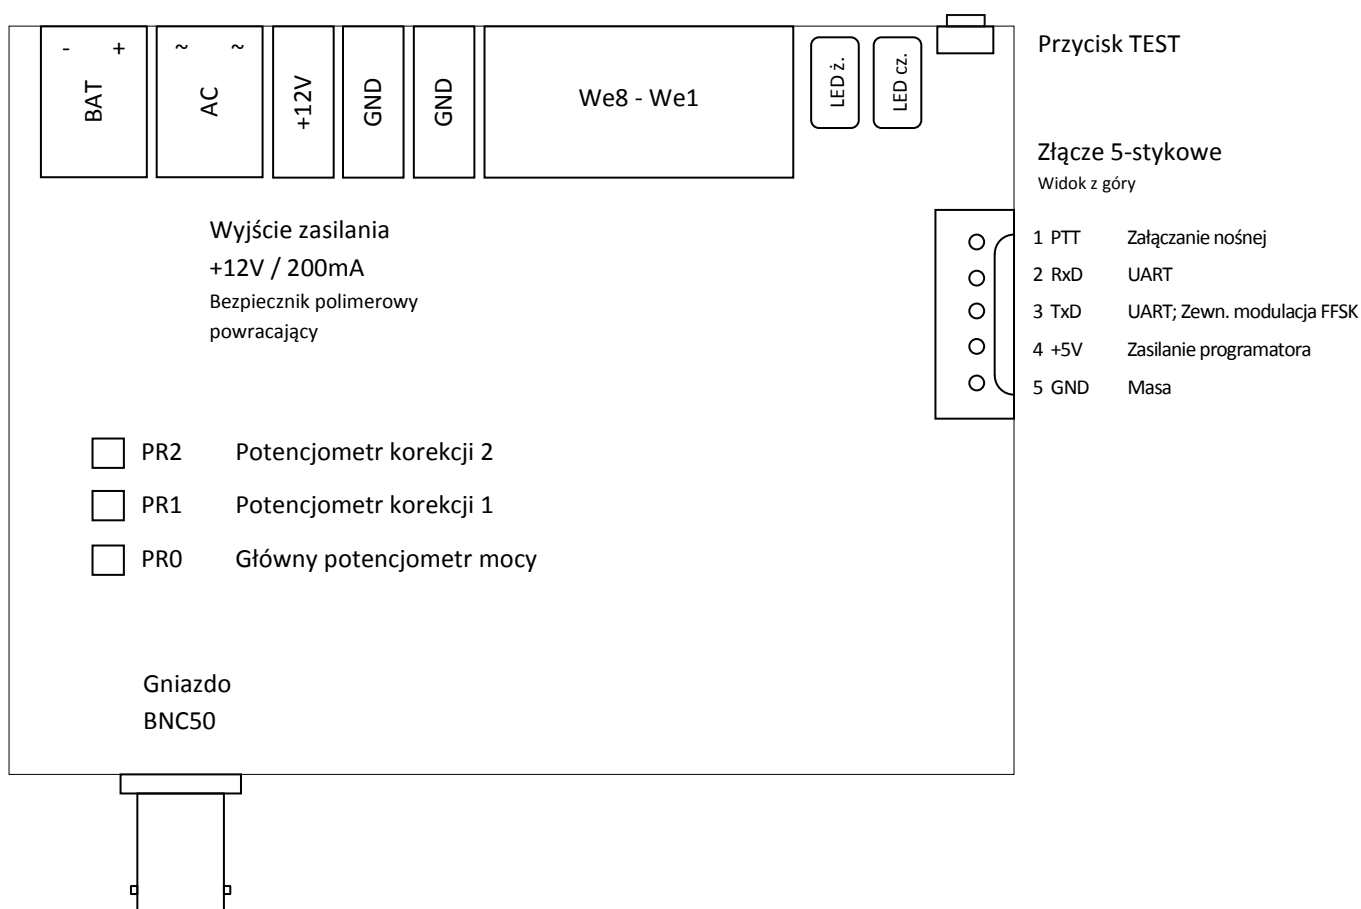 - +
BAT
~ ~
AC
+12V
GND
GND
We8 - We1
LED ż.
LED cz.
Przycisk TEST
Złącze 5-stykowe
Widok z góry
1 PTT Załączanie nośnej
2 RxD UART
3 TxD UART; Zewn. modulacja FFSK
4 +5V Zasilanie programatora
5 GND Masa
Wyjście zasilania
+12V / 200mA
Bezpiecznik polimerowy
powracający
PR2 Potencjometr korekcji 2
PR1 Potencjometr korekcji 1
PR0 Główny potencjometr mocy
Gniazdo
BNC50